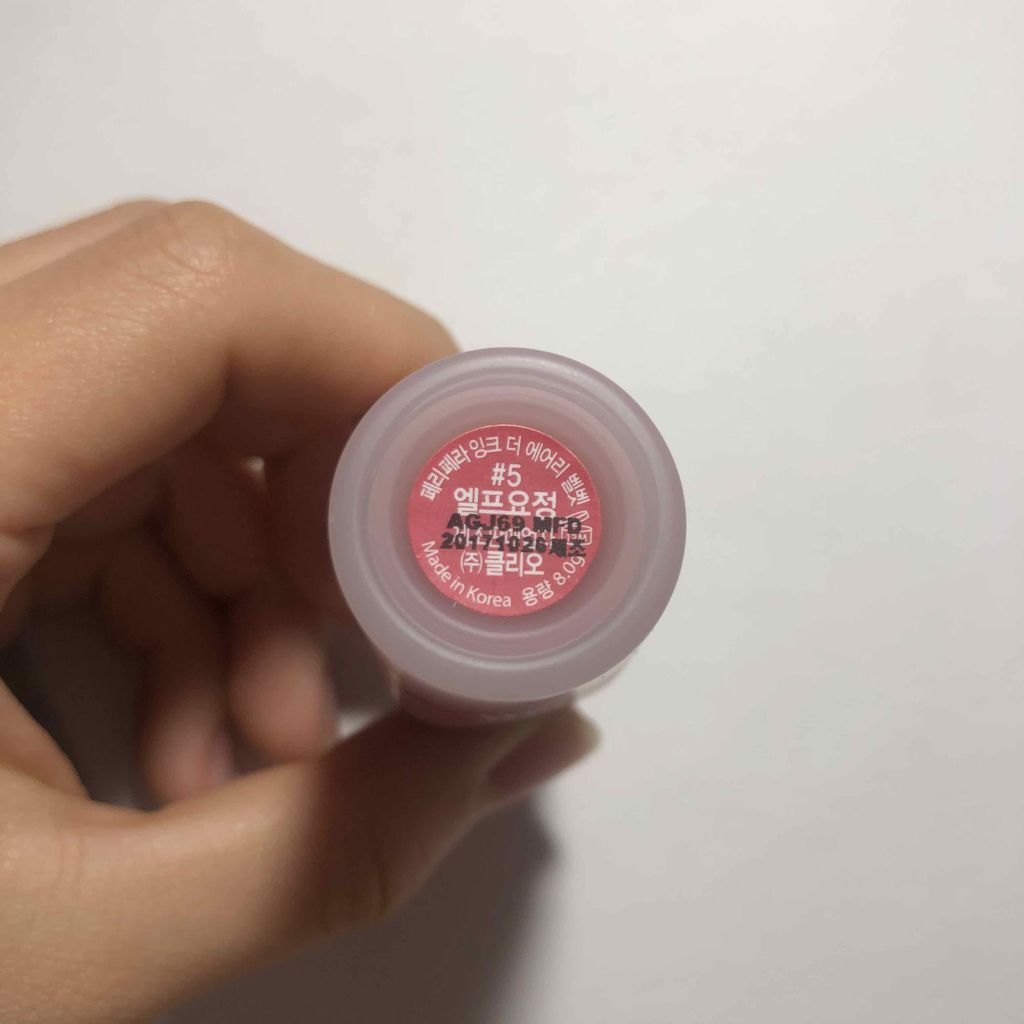 페리페라 잉크 더 에어리 벨벳
#5
엘프요정
AGJ69 MFD
20171026제조
㈜클리오
Made in Korea 용량 8.0g
12M